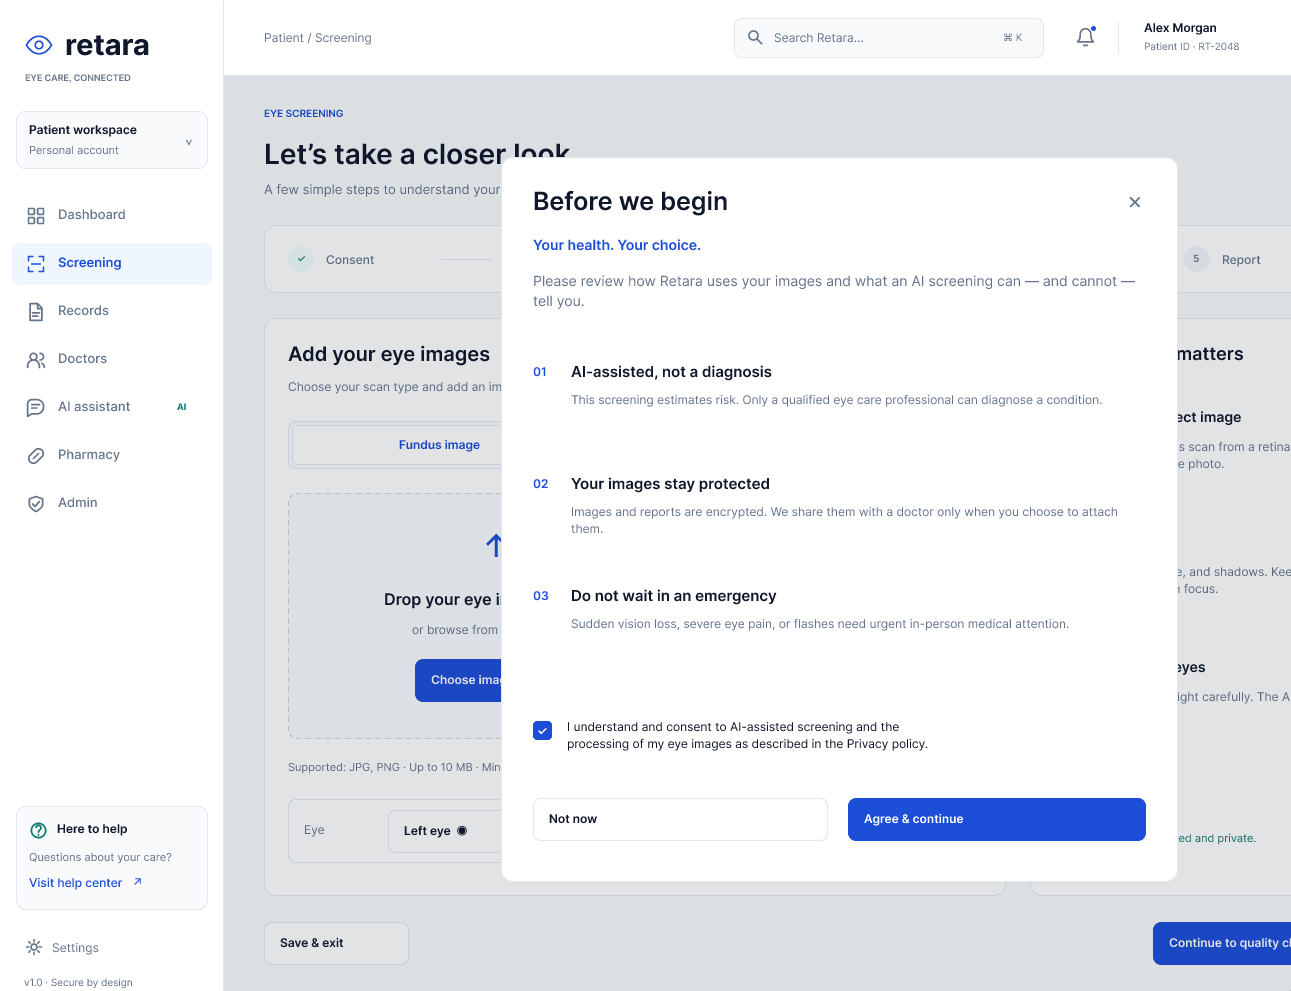 retara
EYE CARE, CONNECTED
Patient workspace
Personal account
Dashboard
Screening
Records
Doctors
AI assistant AI
Pharmacy
Admin
Here to help
Questions about your care?
Visit help center ↗
Settings
v1.0 · Secure by design
Patient / Screening
Search Retara... ⌘ K
Alex Morgan
Patient ID · RT-2048
EYE SCREENING
Let's take a closer look
A few simple steps to understand your
Consent
5 Report
Add your eye images
Choose your scan type and add an im
Fundus image
Drop your eye i
or browse from
Choose imag
Supported: JPG, PNG · Up to 10 MB · Min
Eye
Left eye
Save & exit
Before we begin
Your health. Your choice.
Please review how Retara uses your images and what an AI screening can — and cannot —
tell you.
01 AI-assisted, not a diagnosis
This screening estimates risk. Only a qualified eye care professional can diagnose a condition.
02 Your images stay protected
Images and reports are encrypted. We share them with a doctor only when you choose to attach
them.
03 Do not wait in an emergency
Sudden vision loss, severe eye pain, or flashes need urgent in-person medical attention.
I understand and consent to AI-assisted screening and the
processing of my eye images as described in the Privacy policy.
Not now
Agree & continue
matters
ect image
s scan from a retina
e photo.
e, and shadows. Kee
n focus.
eyes
ight carefully. The A
ed and private.
Continue to quality c